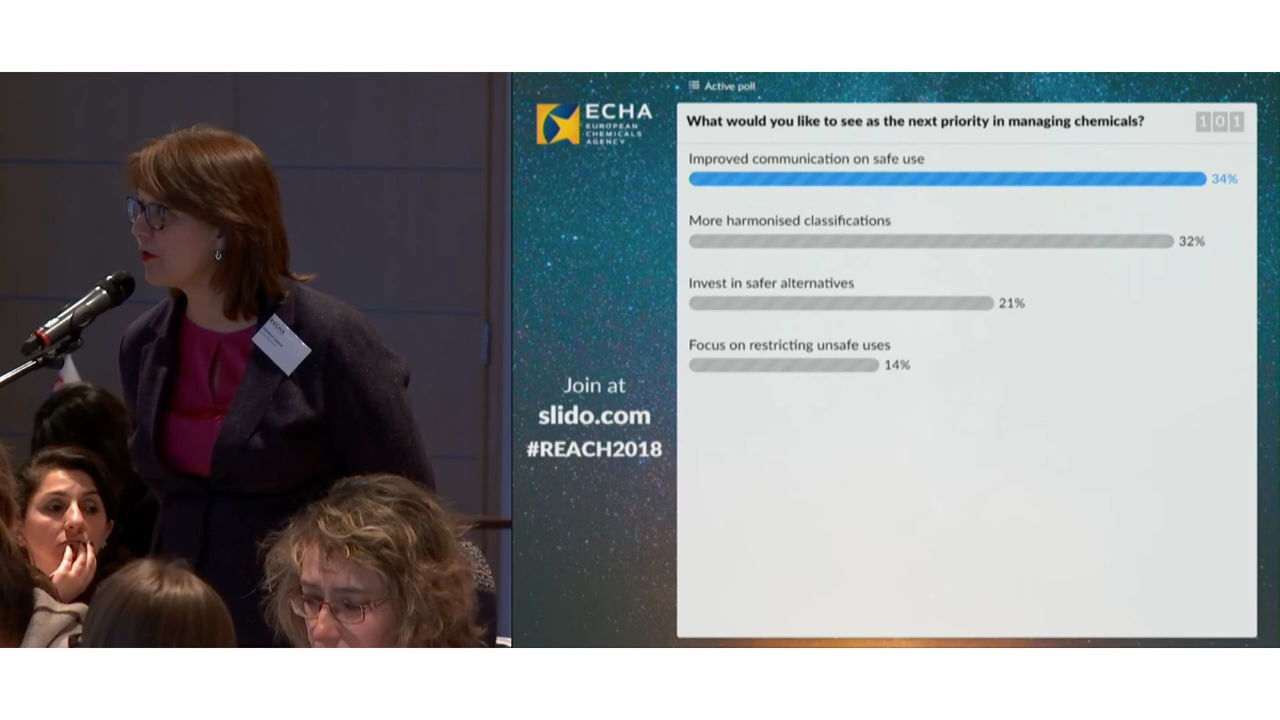 Active poll
ECHA
EUROPEAN
CHEMICALS
AGENCY
What would you like to see as the next priority in managing chemicals?
101
Improved communication on safe use
34%
More harmonised classifications
32%
Invest in safer alternatives
21%
Focus on restricting unsafe uses
14%
Join at
slido.com
#REACH2018